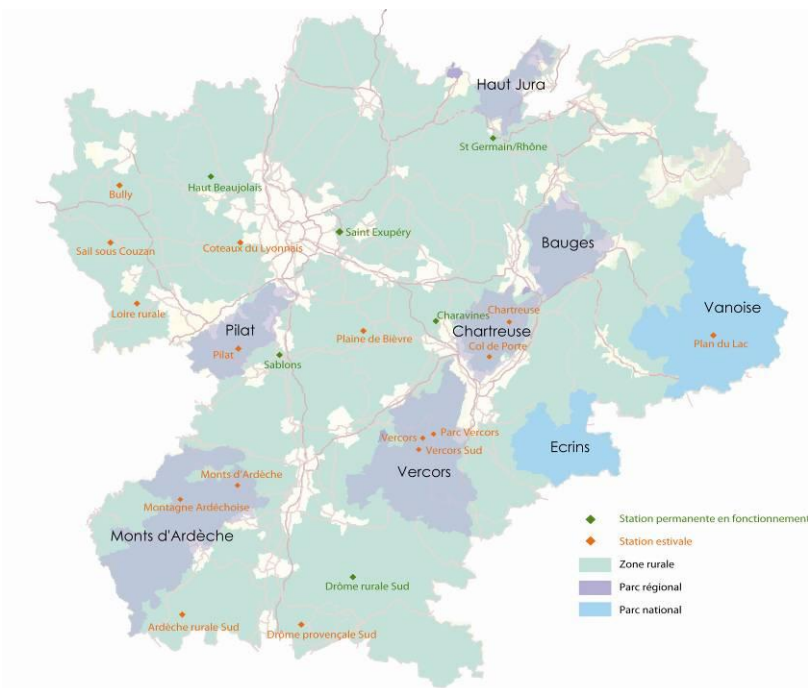 Haut Jura
St Germain/Rhône
Haut Beaujolais
Bully
Saint Exupéry
Sail sous Couzan
Coteaux du Lyonnais
Bauges
Loire rurale
Vanoise
Charavines
Chartreuse
Pilat
Plaine de Bièvre
Chartreuse
Plan du Lac
Col de Porte
Pilat
Sablons
Parc Vercors
Vercors
Vercors Sud
Ecrins
Vercors
Monts d'Ardèche
Montagne Ardéchoise
Monts d'Ardèche
Drôme rurale Sud
Ardèche rurale Sud
Drôme provençale Sud
Station permanente en fonctionnement
Station estivale
Zone rurale
Parc régional
Parc national